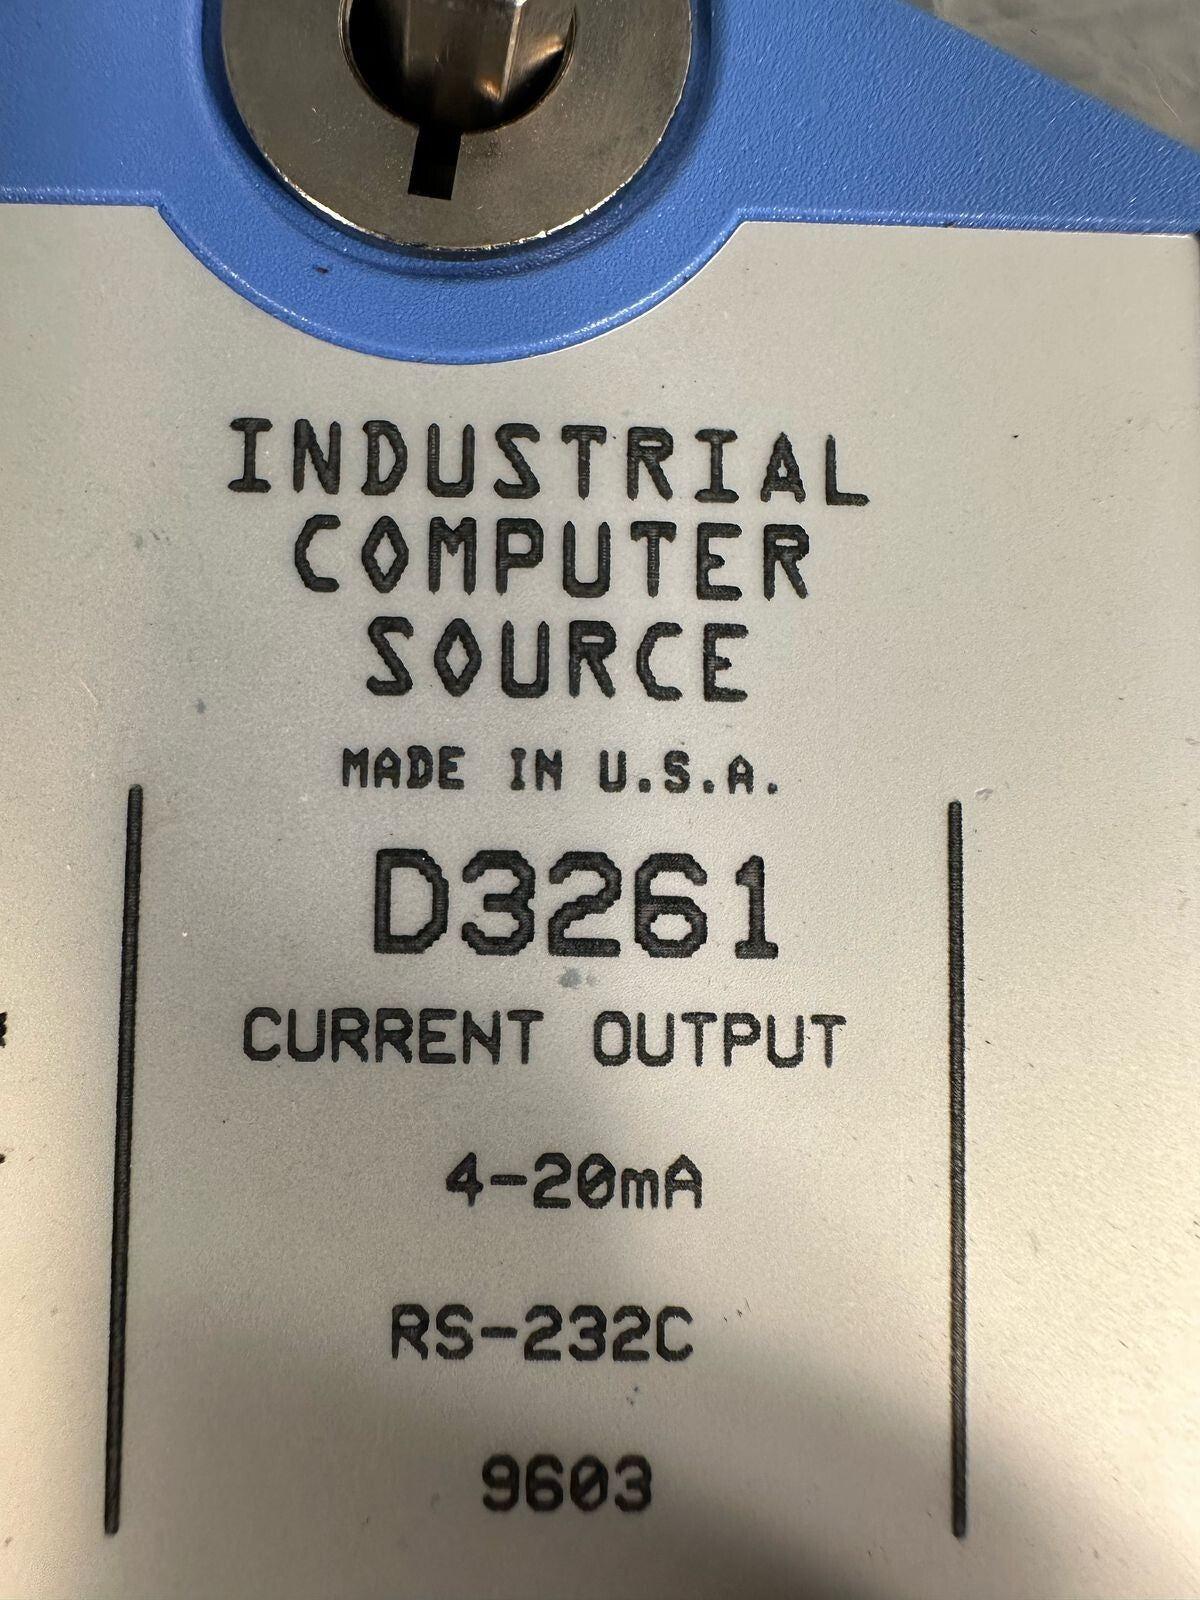 INDUSTRIAL
COMPUTER
SOURCE
MADE IN U.S.A.
D3261
CURRENT OUTPUT
4-20mA
RS-232C
9603